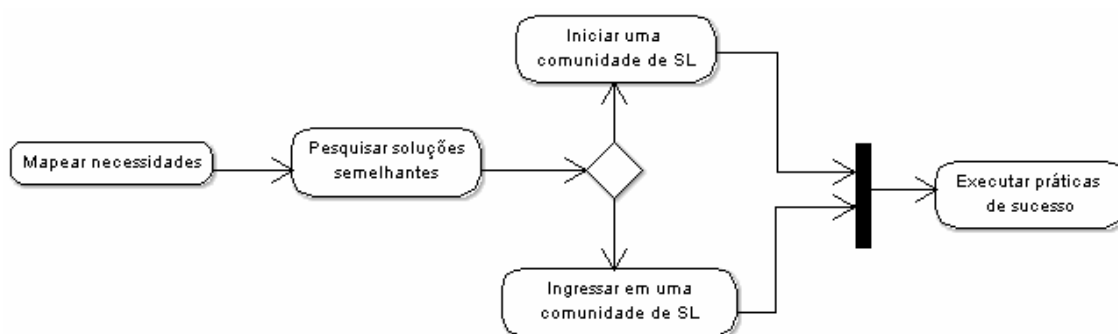 Mapear necessidades
Pesquisar soluções
semelhantes
Iniciar uma
comunidade de SL
Ingressar em uma
comunidade de SL
Executar práticas
de sucesso